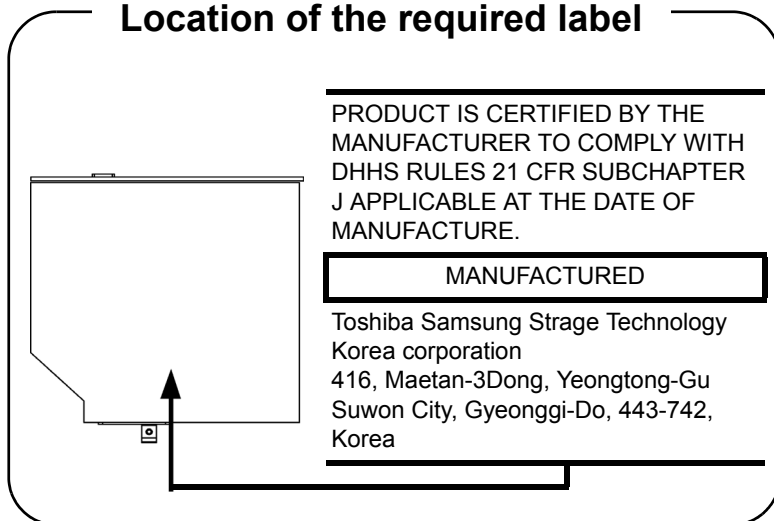 Location of the required label
PRODUCT IS CERTIFIED BY THE
MANUFACTURER TO COMPLY WITH
DHHS RULES 21 CFR SUBCHAPTER
J APPLICABLE AT THE DATE OF
MANUFACTURE.
MANUFACTURED
Toshiba Samsung Strage Technology
Korea corporation
416, Maetan-3Dong, Yeongtong-Gu
Suwon City, Gyeonggi-Do, 443-742,
Korea